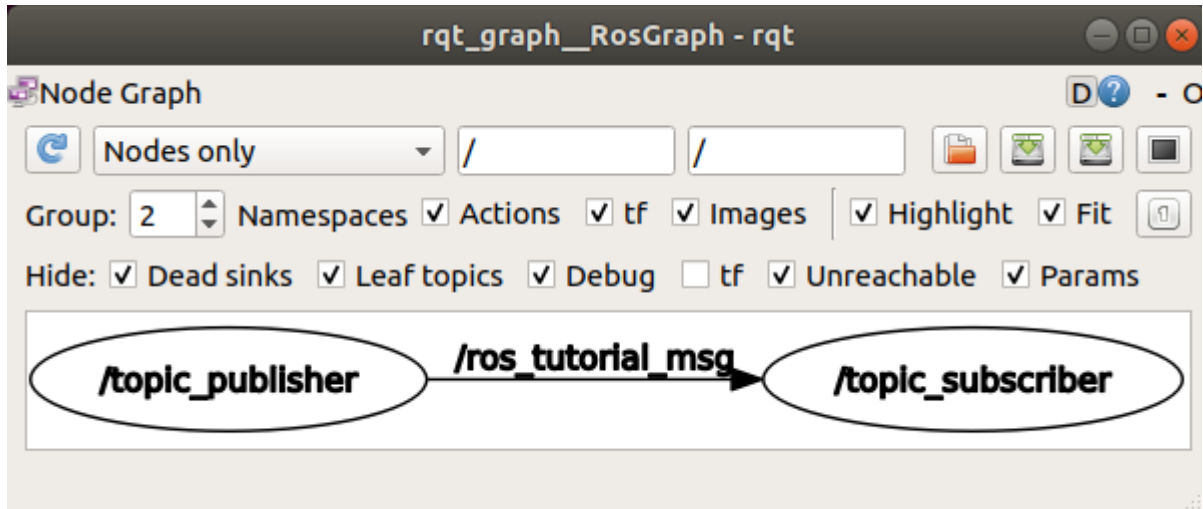 rqt_graph__RosGraph - rqt
Node Graph D ? - O
Nodes only / /
Group: 2 Namespaces Actions tf Images Highlight Fit
Hide: Dead sinks Leaf topics Debug tf Unreachable Params
/topic_publisher /ros_tutorial_msg /topic_subscriber